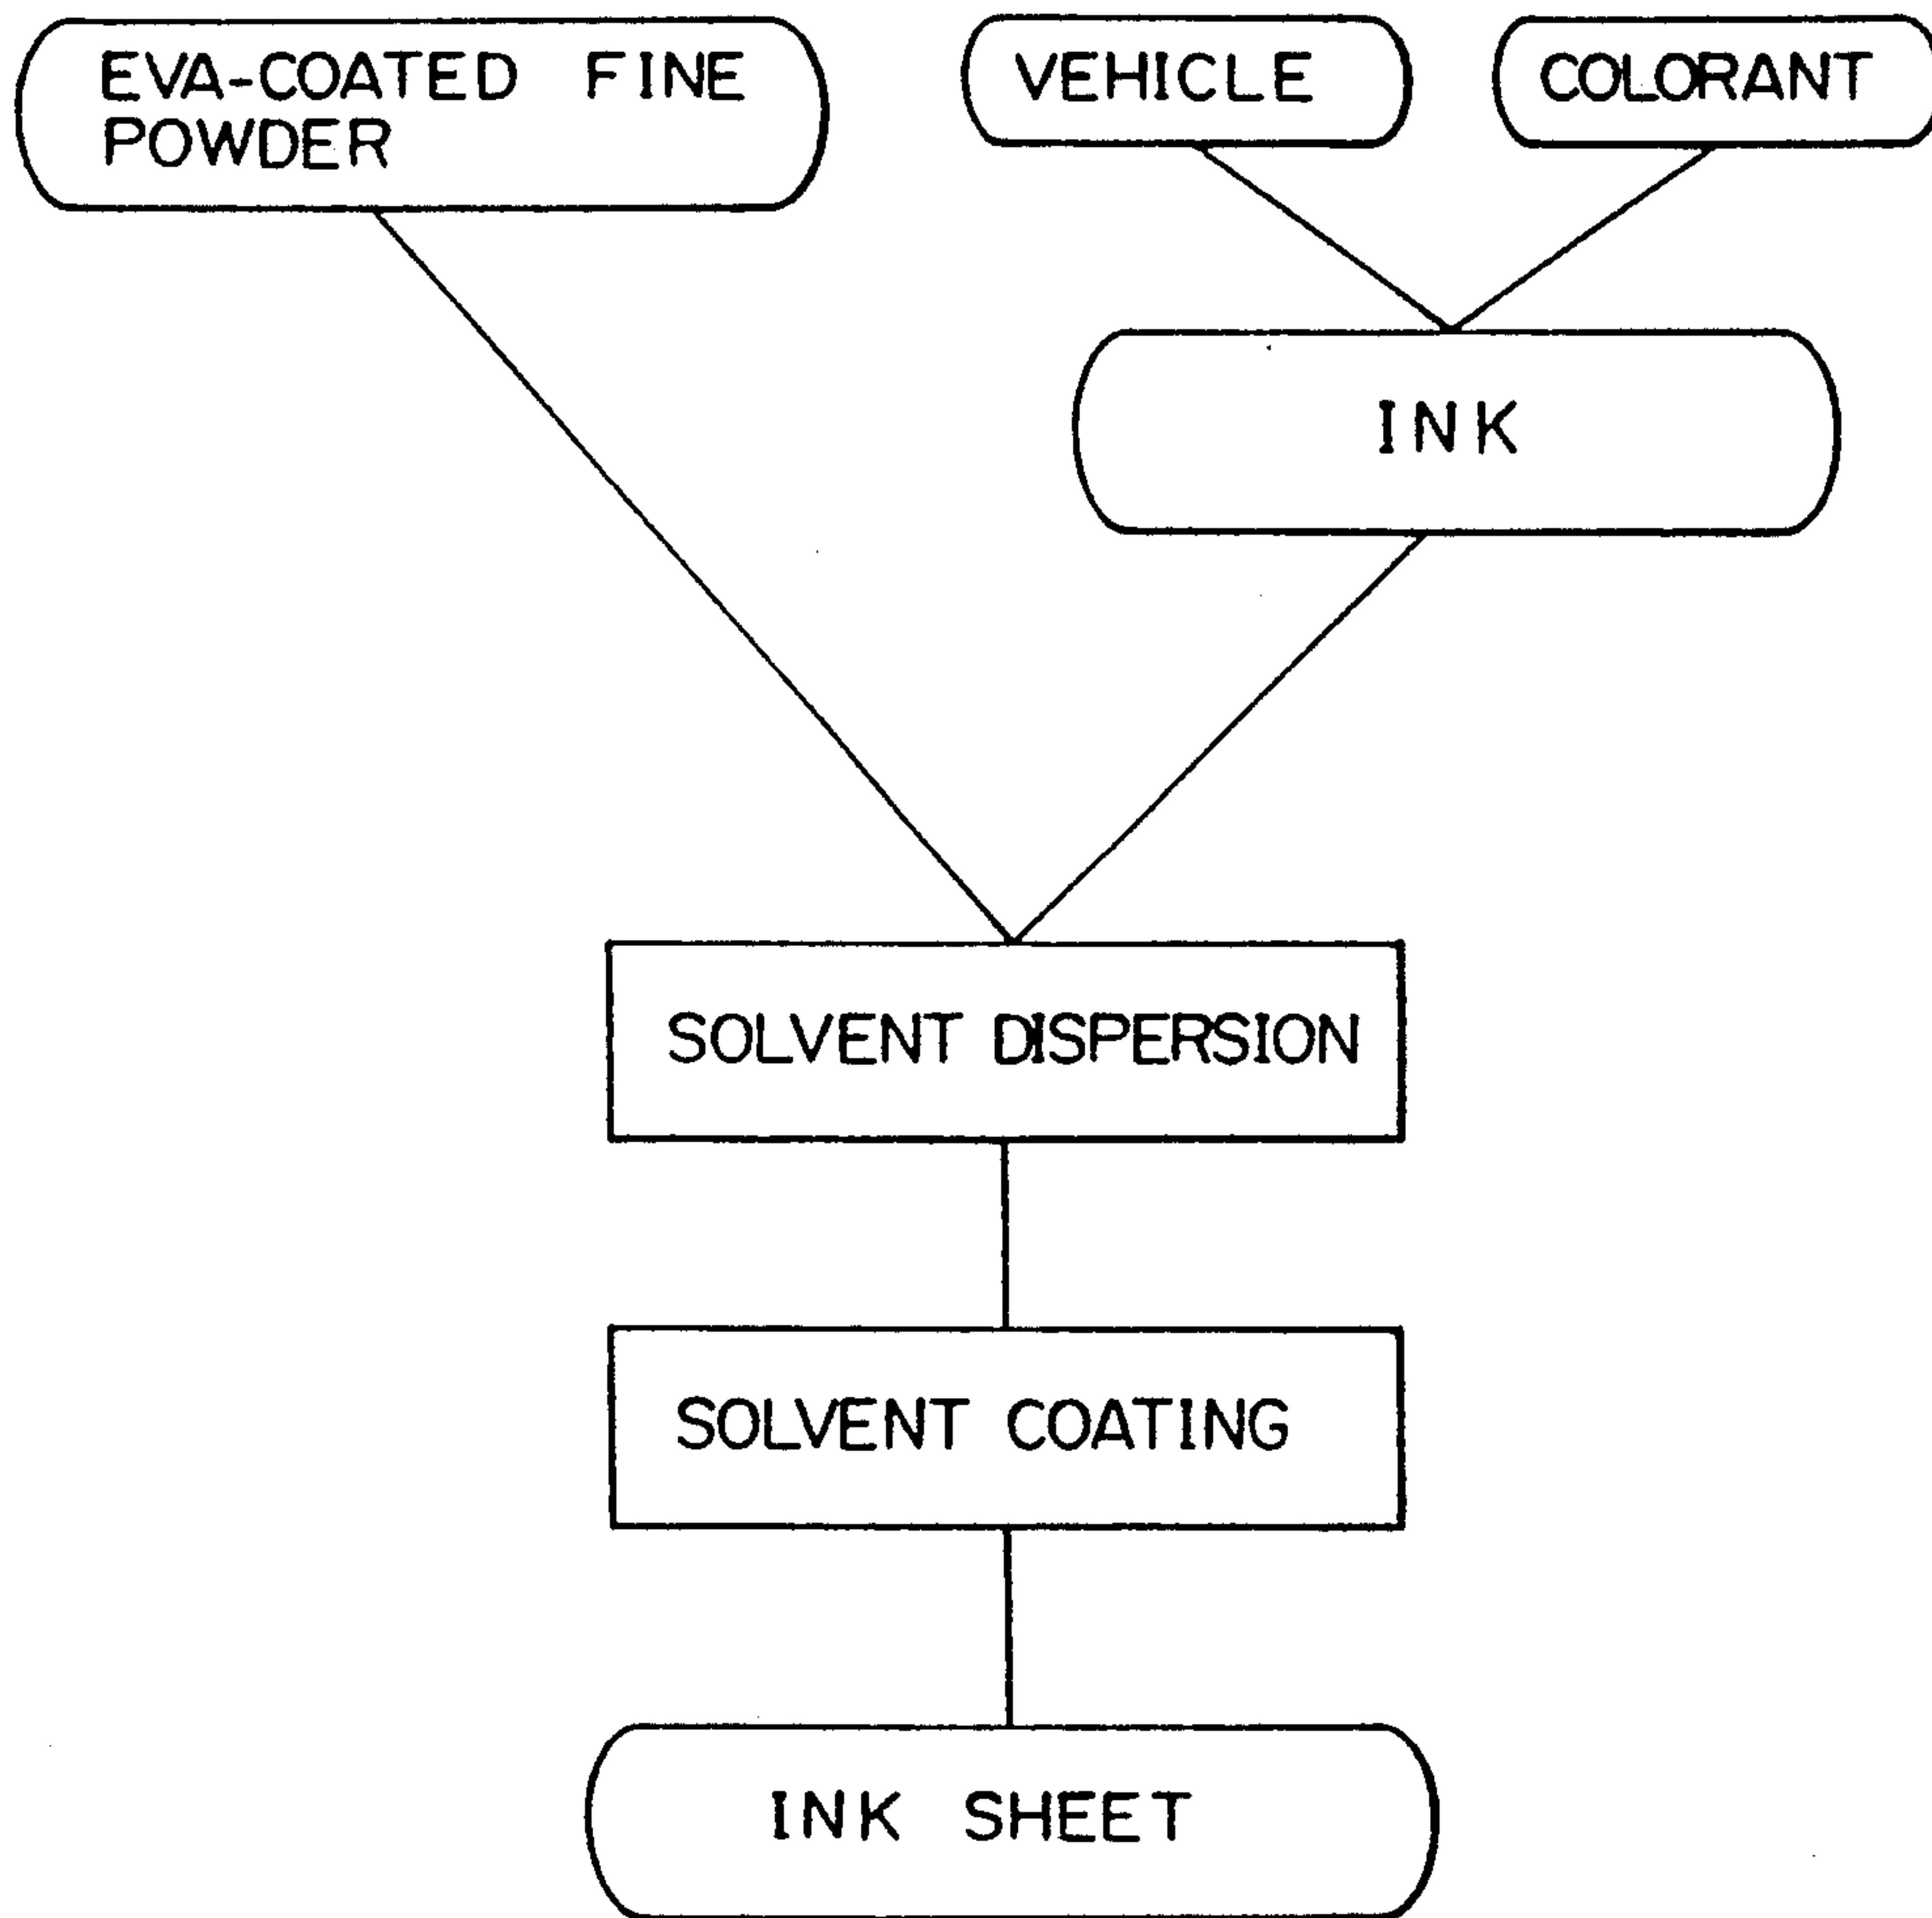 EVA-COATED FINE
POWDER
VEHICLE
COLORANT
INK
SOLVENT DISPERSION
SOLVENT COATING
INK SHEET